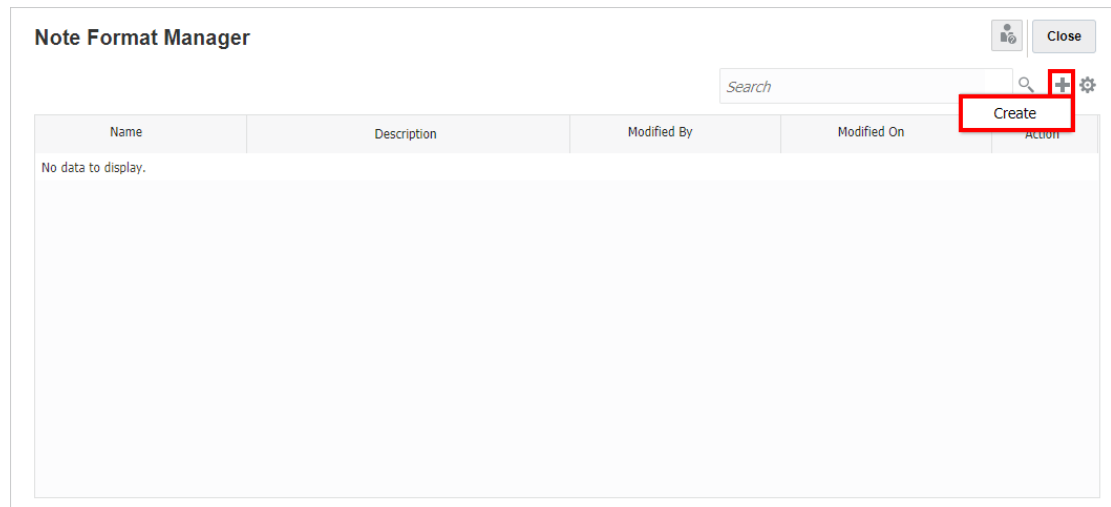 Note Format Manager
Close
Search
Create
Name Description Modified By Modified On Action
No data to display.